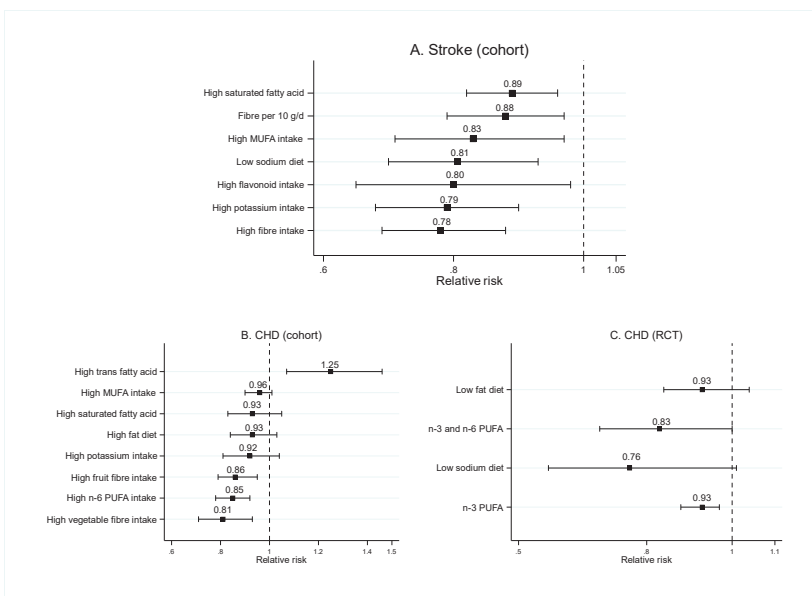 A. Stroke (cohort)
High saturated fatty acid
0.89
Fibre per 10 g/d
0.88
High MUFA intake
0.83
Low sodium diet
0.81
High flavonoid intake
0.80
High potassium intake
0.79
High fibre intake
0.78
.6 .8 1 1.05
Relative risk
B. CHD (cohort)
High trans fatty acid
1.25
High MUFA intake
0.96
High saturated fatty acid
0.93
High fat diet
0.93
High potassium intake
0.92
High fruit fibre intake
0.86
High n-6 PUFA intake
0.85
High vegetable fibre intake
0.81
.6 .8 1 1.2 1.4 1.5
Relative risk
C. CHD (RCT)
Low fat diet
0.93
n-3 and n-6 PUFA
0.83
Low sodium diet
0.76
n-3 PUFA
0.93
.5 .8 1 1.1
Relative risk